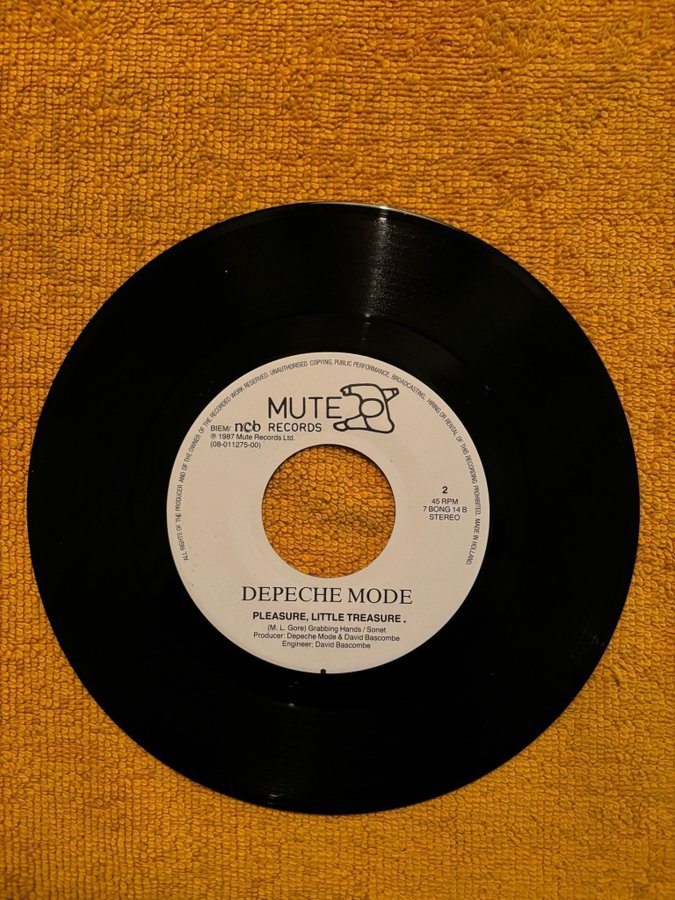 ALL RIGHTS OF THE PRODUCER AND OF THE OWNER OF THE RECORDED WORK RESERVED. UNAUTHORISED COPYING, PUBLIC PERFORMANCE, BROADCASTING, HIRING OR RENTAL OF THIS RECORDING PROHIBITED. MADE IN HOLLAND.
MUTE
BIEM/ ncb RECORDS
℗ 1987 Mute Records Ltd.
(08-011275-00)
2
45 RPM
7 BONG 14 B
STEREO
DEPECHE MODE
PLEASURE, LITTLE TREASURE .
(M. L. Gore) Grabbing Hands / Sonet
Producer: Depeche Mode & David Bascombe
Engineer; David Bascombe